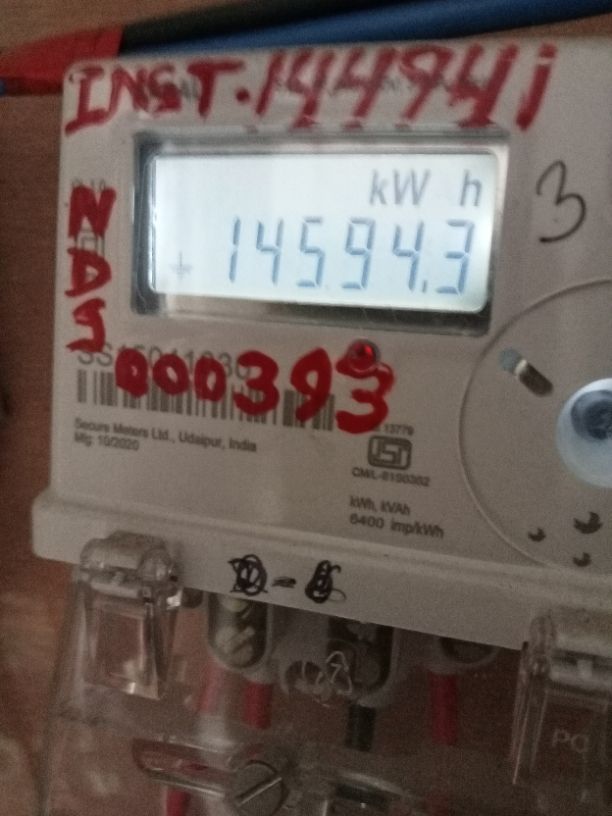 INST.144941
kW h
3
14594.3
NDS
000393
Secure Meters Ltd., Udaipur, India
Mfg: 10/2020
13779
kWh, kVAh
6400 imp/kWh